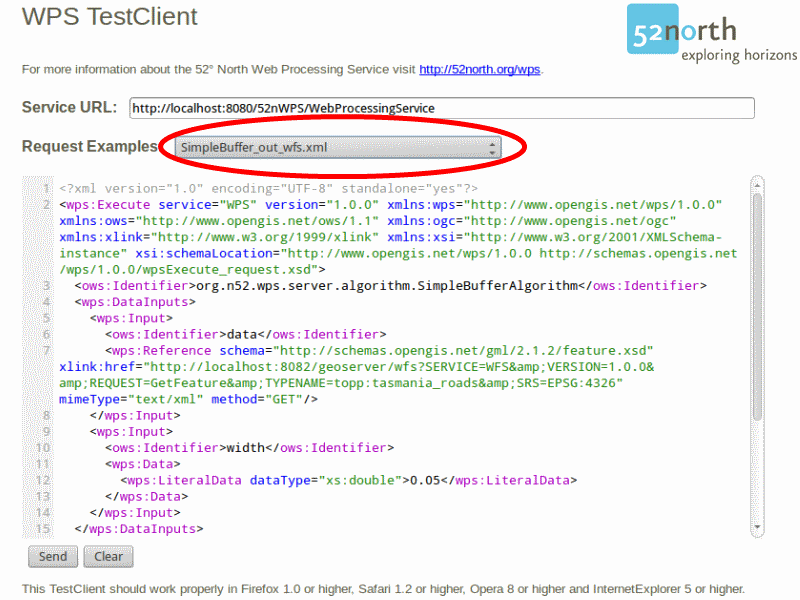 WPS TestClient
52north
exploring horizons
For more information about the 52° North Web Processing Service visit http://52north.org/wps.
Service URL: http://localhost:8080/52nWPS/WebProcessingService
Request Examples SimpleBuffer_out_wfs.xml
1 <?xml version="1.0" encoding="UTF-8" standalone="yes"?>
2 <wps:Execute service="WPS" version="1.0.0" xmlns:wps="http://www.opengis.net/wps/1.0.0"
xmlns:ows="http://www.opengis.net/ows/1.1" xmlns:ogc="http://www.opengis.net/ogc"
xmlns:xlink="http://www.w3.org/1999/xlink" xmlns:xsi="http://www.w3.org/2001/XMLSchema-
instance" xsi:schemaLocation="http://www.opengis.net/wps/1.0.0 http://schemas.opengis.net
/wps/1.0.0/wpsExecute_request.xsd">
3 <ows:Identifier>org.n52.wps.server.algorithm.SimpleBufferAlgorithm</ows:Identifier>
4 <wps:DataInputs>
5 <wps:Input>
6 <ows:Identifier>data</ows:Identifier>
7 <wps:Reference schema="http://schemas.opengis.net/gml/2.1.2/feature.xsd"
xlink:href="http://localhost:8082/geoserver/wfs?SERVICE=WFS&amp;VERSION=1.0.0&
amp;REQUEST=GetFeature&amp;TYPENAME=topp:tasmania_roads&amp;SRS=EPSG:4326"
mimeType="text/xml" method="GET"/>
8 </wps:Input>
9 <wps:Input>
10 <ows:Identifier>width</ows:Identifier>
11 <wps:Data>
12 <wps:LiteralData dataType="xs:double">0.05</wps:LiteralData>
13 </wps:Data>
14 </wps:Input>
15 </wps:DataInputs>
Send Clear
This TestClient should work properly in Firefox 1.0 or higher, Safari 1.2 or higher, Opera 8 or higher and InternetExplorer 5 or higher.